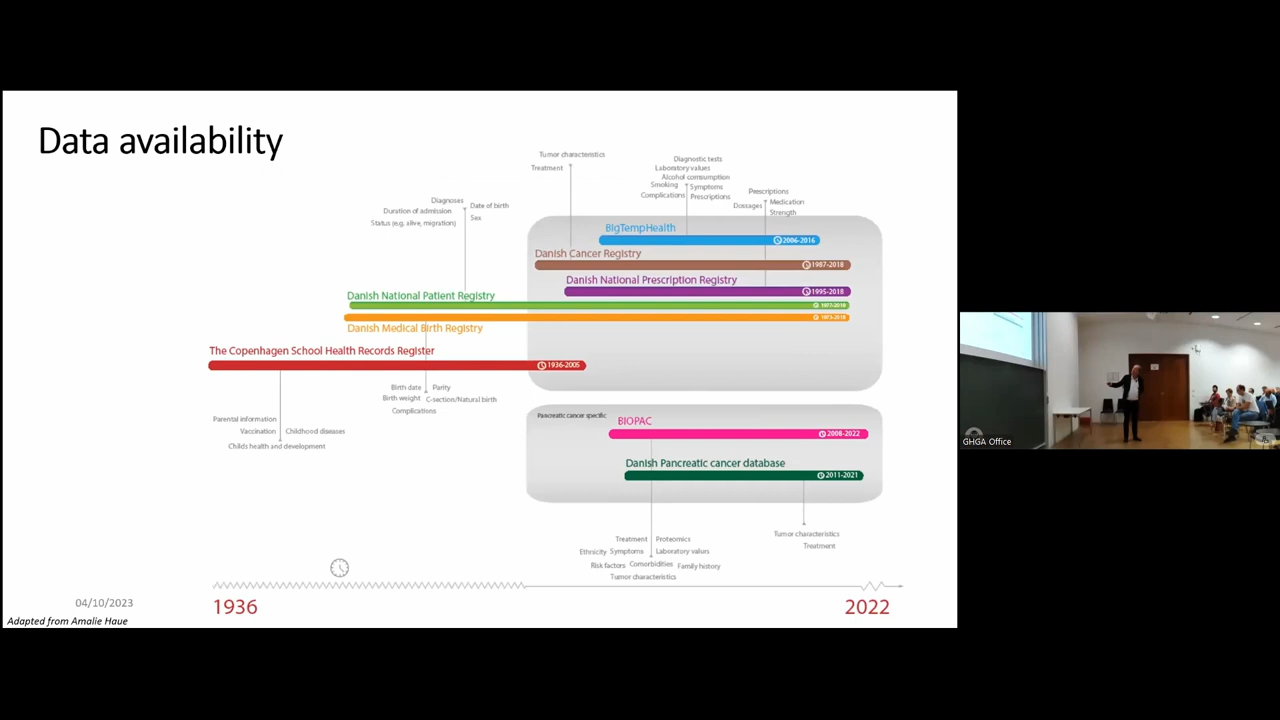 Data availability
Tumor characteristics
Treatment
Diagnostic tests
Laboratory values
Alcohol comsumption
Smoking
Symptoms
Complications
Prescriptions
Prescriptions
Medication
Dossages
Strength
Diagnoses
Date of birth
Duration of admission
Sex
Status (e.g. alive, migration)
BigTempHealth
2006-2016
Danish Cancer Registry
1987-2018
Danish National Prescription Registry
1995-2018
Danish National Patient Registry
1977-2018
Danish Medical Birth Registry
1973-2018
The Copenhagen School Health Records Register
1936-2005
Birth date
Parity
Birth weight
C-section/Natural birth
Complications
Parental information
Vaccination
Childhood diseases
Childs health and development
Pancreatic cancer specific
BIOPAC
2008-2022
Danish Pancreatic cancer database
2011-2021
Treatment
Proteomics
Ethnicity
Symptoms
Laboratory valurs
Risk factors
Comorbidities
Family history
Tumor characteristics
Tumor characteristics
Treatment
1936
2022
04/10/2023
Adapted from Amalie Haue
GHGA Office